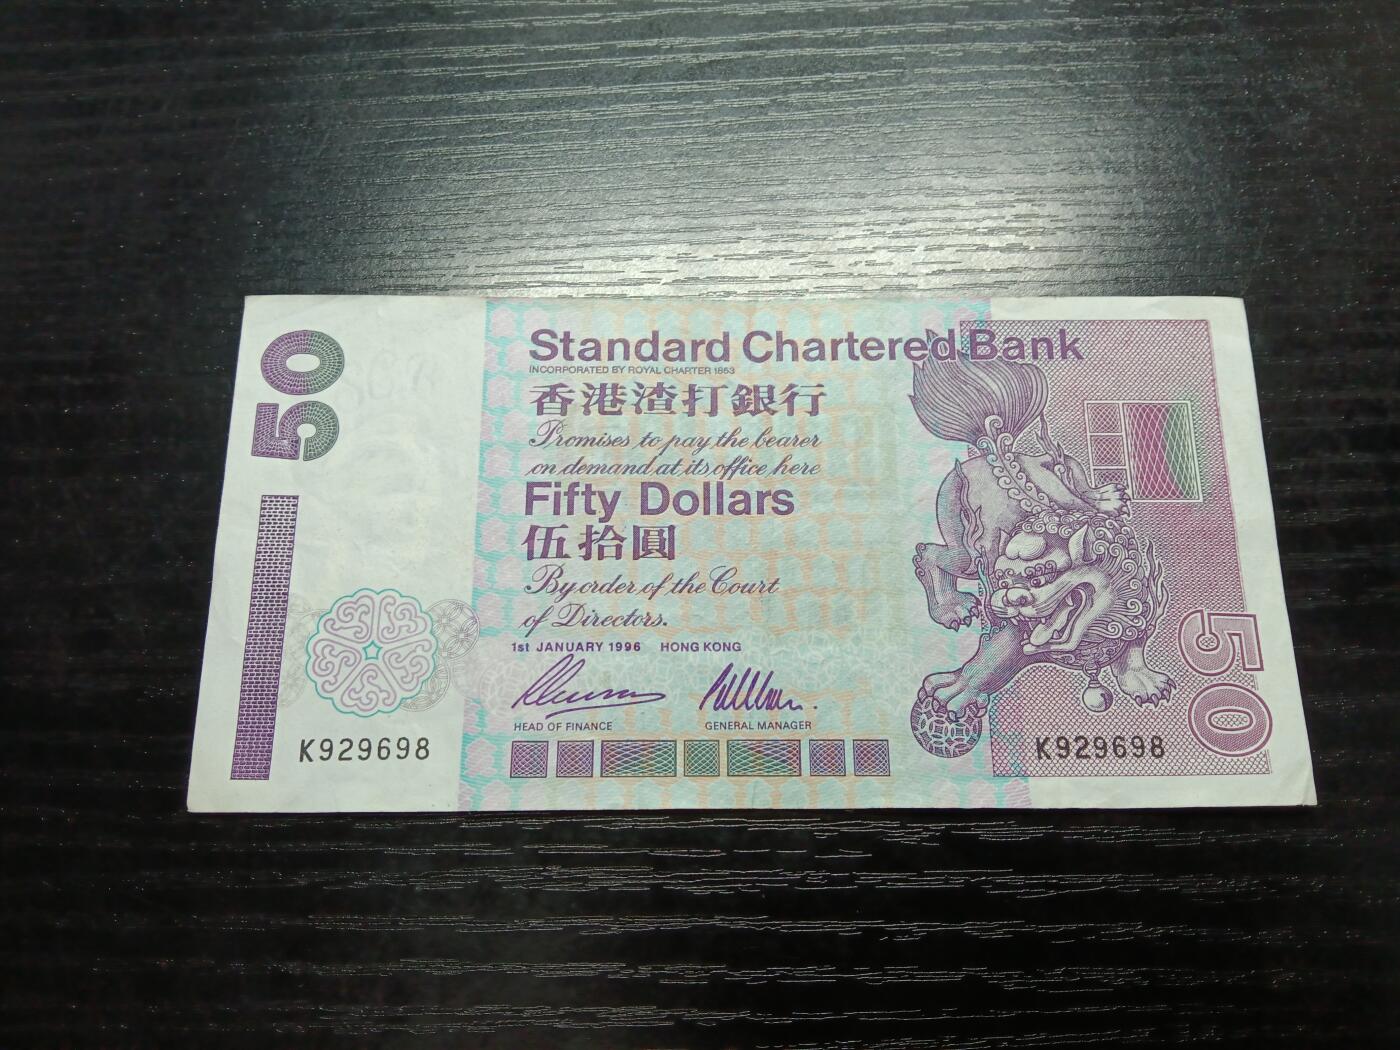 50
Standard Chartered Bank
INCORPORATED BY ROYAL CHARTER 1853
香港渣打銀行
Promises to pay the bearer
on demand at its office here
Fifty Dollars
伍拾圓
By order of the Court
of Directors.
1st JANUARY 1996 HONG KONG
HEAD OF FINANCE GENERAL MANAGER
K929698
K929698
50